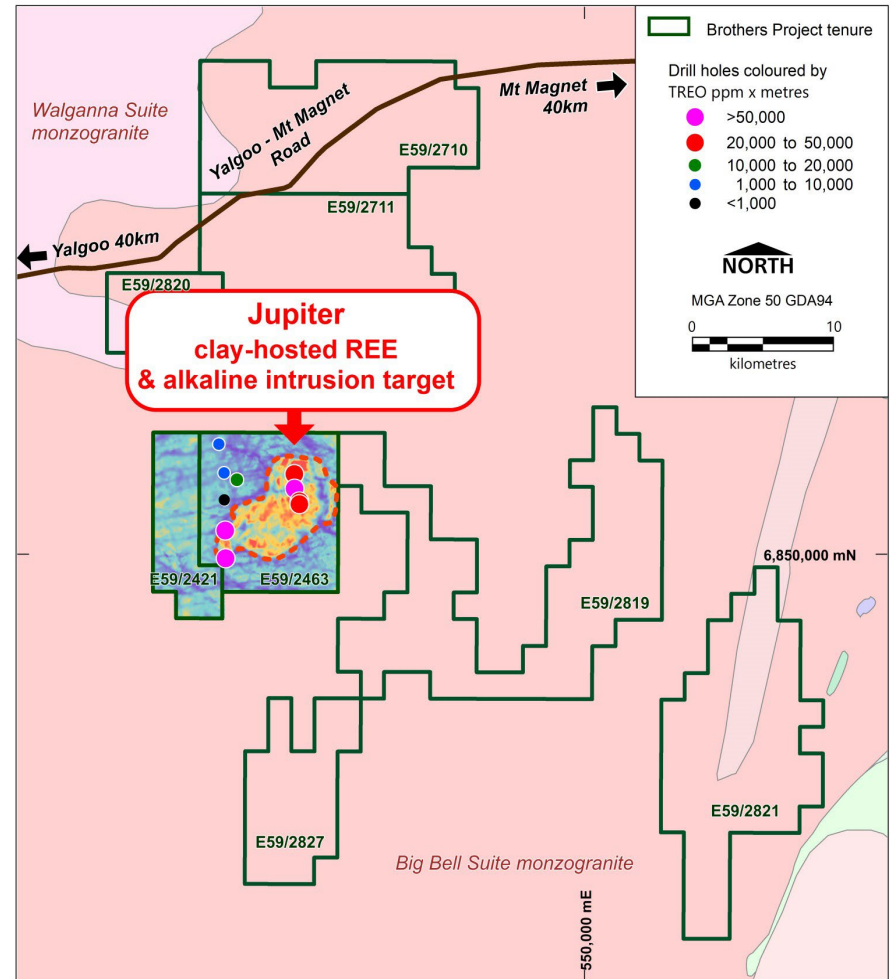 Walganna Suite
monzogranite
Yalgoo - Mt Magnet
Road
Mt Magnet
40km
E59/2710
E59/2711
Yalgoo 40km
E59/2820
Brothers Project tenure
Drill holes coloured by
TREO ppm x metres
>50,000
20,000 to 50,000
10,000 to 20,000
1,000 to 10,000
<1,000
NORTH
MGA Zone 50 GDA94
0 10
kilometres
Jupiter
clay-hosted REE
& alkaline intrusion target
6,850,000 mN
E59/2421
E59/2463
E59/2819
E59/2821
E59/2827
Big Bell Suite monzogranite
550,000 mE